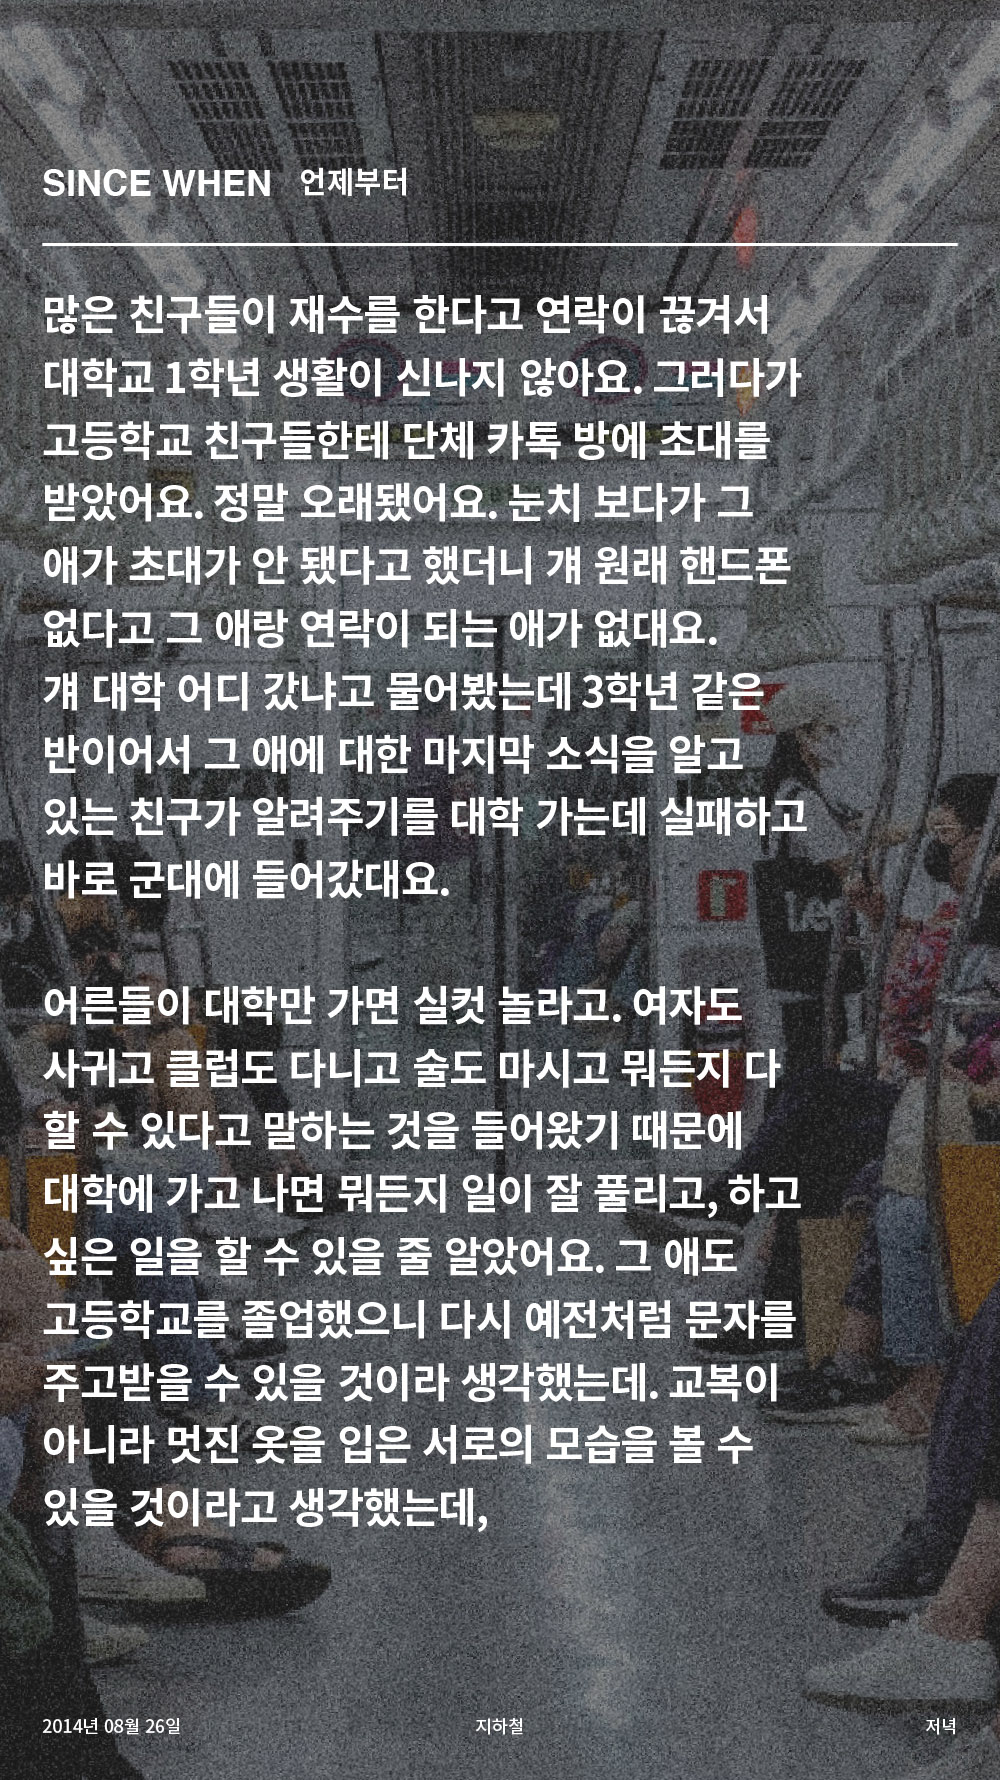 SINCE WHEN 언제부터
많은 친구들이 재수를 한다고 연락이 끊겨서
대학교 1학년 생활이 신나지 않아요. 그러다가
고등학교 친구들한테 단체 카톡 방에 초대를
받았어요. 정말 오래됐어요. 눈치 보다가 그
애가 초대가 안 됐다고 했더니 걔 원래 핸드폰
없다고 그 애랑 연락이 되는 애가 없대요.
걔 대학 어디 갔냐고 물어봤는데 3학년 같은
반이어서 그 애에 대한 마지막 소식을 알고
있는 친구가 알려주기를 대학 가는데 실패하고
바로 군대에 들어갔대요.
어른들이 대학만 가면 실컷 놀라고. 여자도
사귀고 클럽도 다니고 술도 마시고 뭐든지 다
할 수 있다고 말하는 것을 들어왔기 때문에
대학에 가고 나면 뭐든지 일이 잘 풀리고, 하고
싶은 일을 할 수 있을 줄 알았어요. 그 애도
고등학교를 졸업했으니 다시 예전처럼 문자를
주고받을 수 있을 것이라 생각했는데. 교복이
아니라 멋진 옷을 입은 서로의 모습을 볼 수
있을 것이라고 생각했는데,
2014년 08월 26일 지하철 저녁